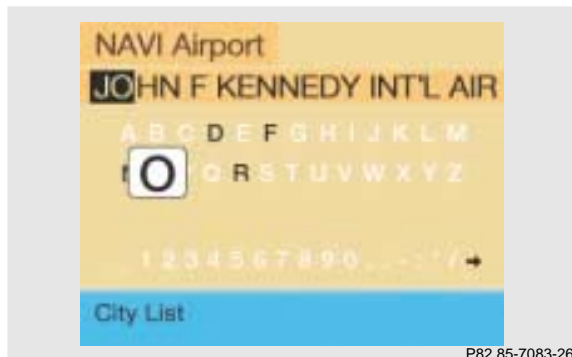 NAVI Airport
JOHN F KENNEDY INT'L AIR
A B C D E F G H I J K L M
O Q R S T U V W X Y Z
1 2 3 4 5 6 7 8 9 0 . , - : ' /
City List
P82.85-7083-26